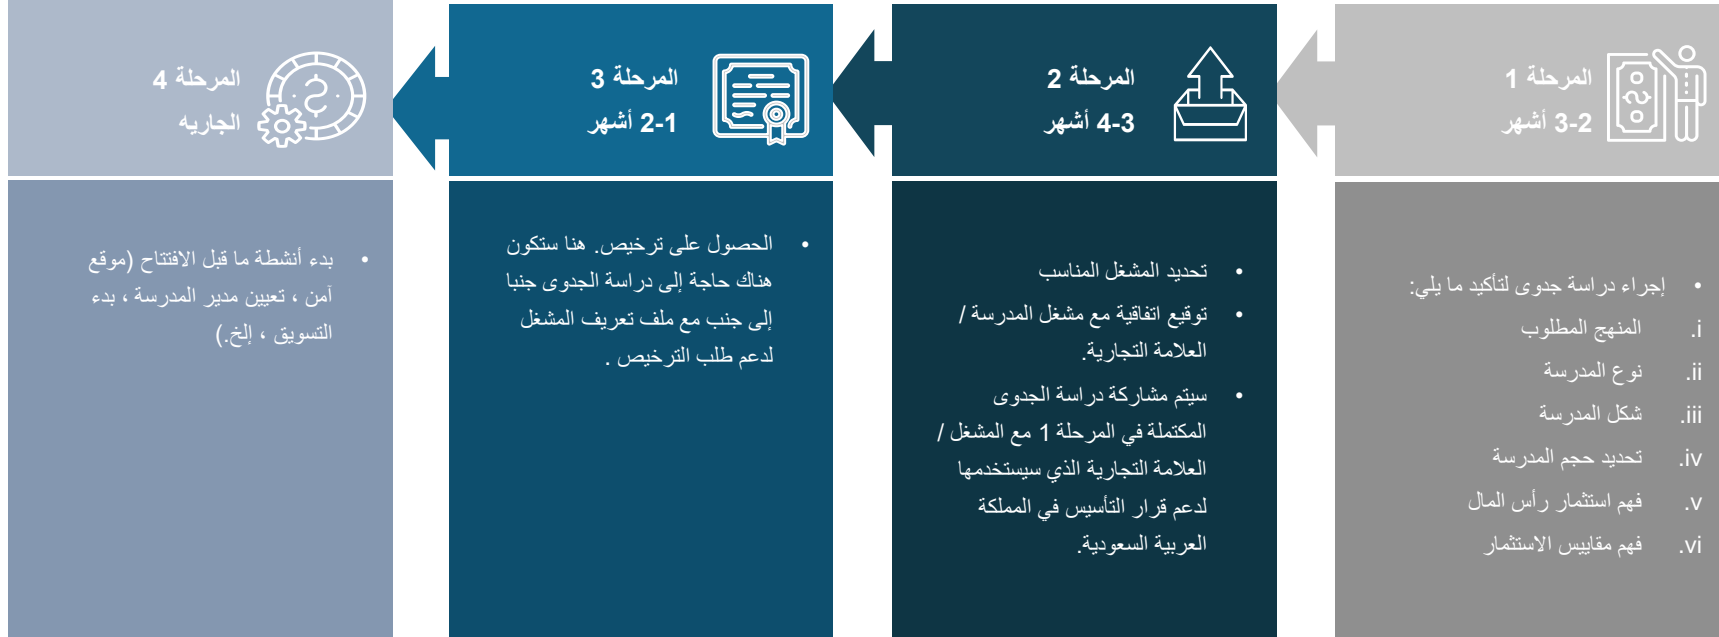 المرحلة 1
2-3 أشهر
• إجراء دراسة جدوى لتأكيد ما يلي:
i. المنهج المطلوب
ii. نوع المدرسة
iii. شكل المدرسة
iv. تحديد حجم المدرسة
v. فهم استثمار رأس المال
vi. فهم مقاييس الاستثمار
المرحلة 2
3-4 أشهر
• تحديد المشغل المناسب
• توقيع اتفاقية مع مشغل المدرسة /
العلامة التجارية.
• سيتم مشاركة دراسة الجدوى
المكتملة في المرحلة 1 مع المشغل /
العلامة التجارية الذي سيستخدمها
لدعم قرار التأسيس في المملكة
العربية السعودية.
المرحلة 3
1-2 أشهر
• الحصول على ترخيص. هنا ستكون
هناك حاجة إلى دراسة الجدوى جنبا
إلى جنب مع ملف تعريف المشغل
لدعم طلب الترخيص .
المرحلة 4
الجاريه
• بدء أنشطة ما قبل الافتتاح (موقع
آمن ، تعيين مدير المدرسة ، بدء
التسويق ، إلخ.)